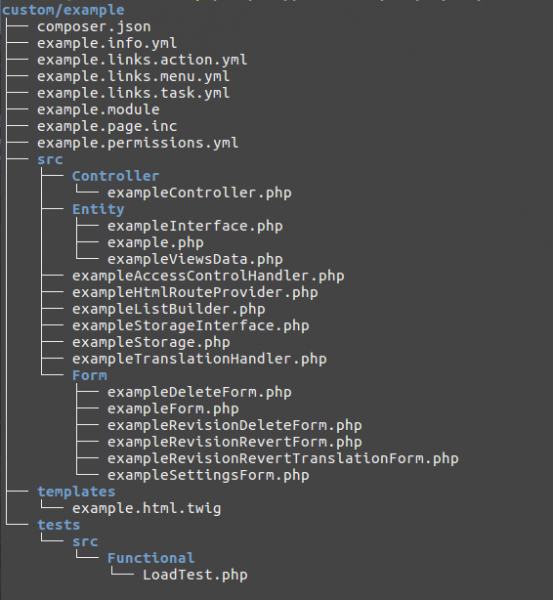 custom/example
├── composer.json
├── example.info.yml
├── example.links.action.yml
├── example.links.menu.yml
├── example.links.task.yml
├── example.module
├── example.page.inc
├── example.permissions.yml
├── src
│   ├── Controller
│   │   └── exampleController.php
│   ├── Entity
│   │   ├── exampleInterface.php
│   │   ├── example.php
│   │   └── exampleViewsData.php
│   ├── exampleAccessControlHandler.php
│   ├── exampleHtmlRouteProvider.php
│   ├── exampleListBuilder.php
│   ├── exampleStorageInterface.php
│   ├── exampleStorage.php
│   ├── exampleTranslationHandler.php
│   └── Form
│       ├── exampleDeleteForm.php
│       ├── exampleForm.php
│       ├── exampleRevisionDeleteForm.php
│       ├── exampleRevisionRevertForm.php
│       ├── exampleRevisionRevertTranslationForm.php
│       └── exampleSettingsForm.php
├── templates
│   └── example.html.twig
└── tests
    └── src
        └── Functional
            └── LoadTest.php